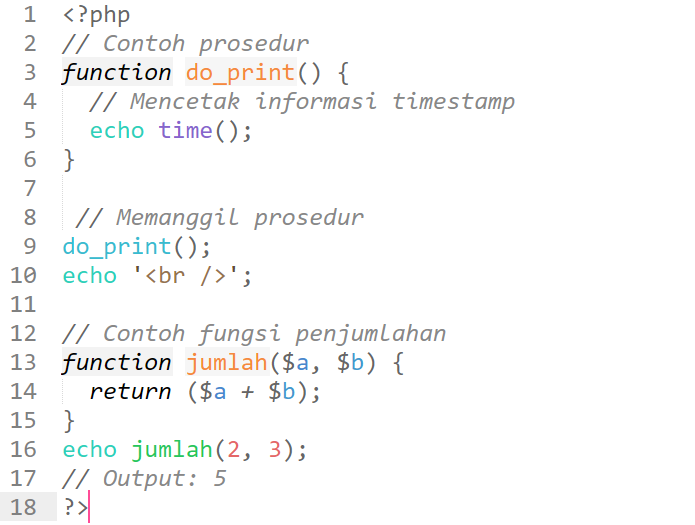 1 <?php
2 // Contoh prosedur
3 function do_print() {
4   // Mencetak informasi timestamp
5   echo time();
6 }
7
8  // Memanggil prosedur
9 do_print();
10 echo '<br />';
11
12 // Contoh fungsi penjumlahan
13 function jumlah($a, $b) {
14   return ($a + $b);
15 }
16 echo jumlah(2, 3);
17 // Output: 5
18 ?>